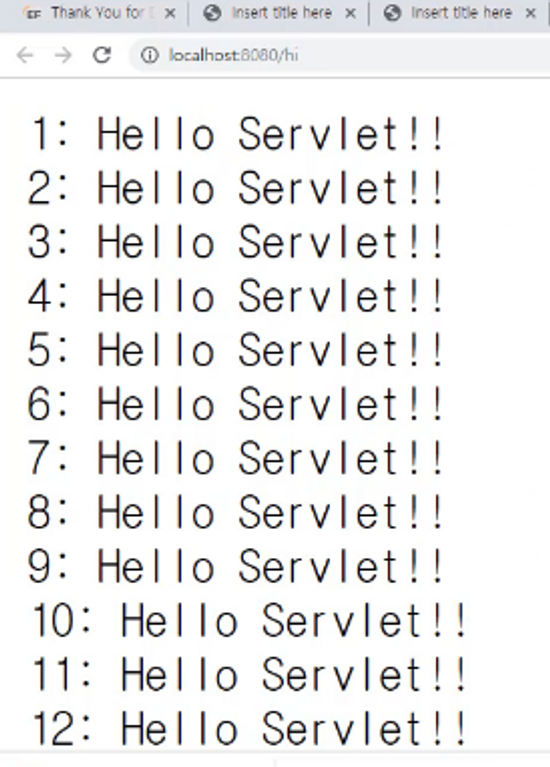 Thank You for
Insert title here
Insert title here
localhost:8080/hi
1: Hello Servlet!!
2: Hello Servlet!!
3: Hello Servlet!!
4: Hello Servlet!!
5: Hello Servlet!!
6: Hello Servlet!!
7: Hello Servlet!!
8: Hello Servlet!!
9: Hello Servlet!!
10: Hello Servlet!!
11: Hello Servlet!!
12: Hello Servlet!!